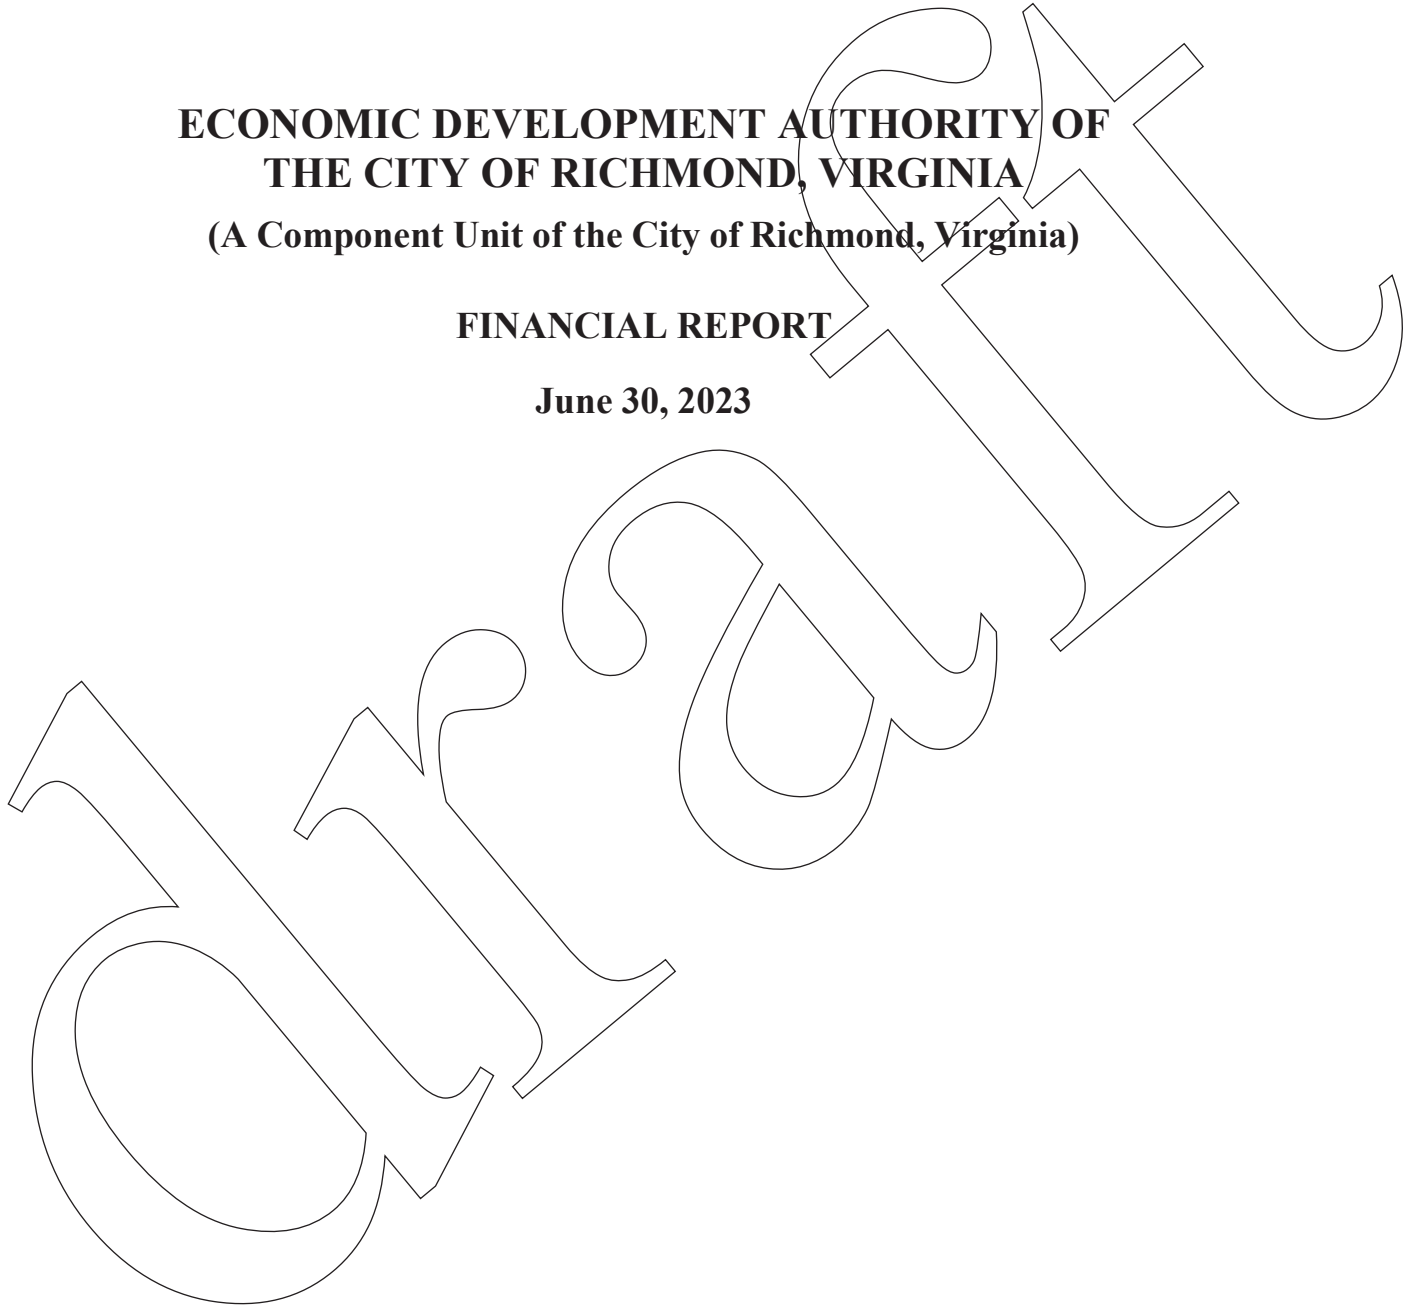 ECONOMIC DEVELOPMENT AUTHORITY OF
THE CITY OF RICHMOND, VIRGINIA
(A Component Unit of the City of Richmond, Virginia)
FINANCIAL REPORT
June 30, 2023
draft